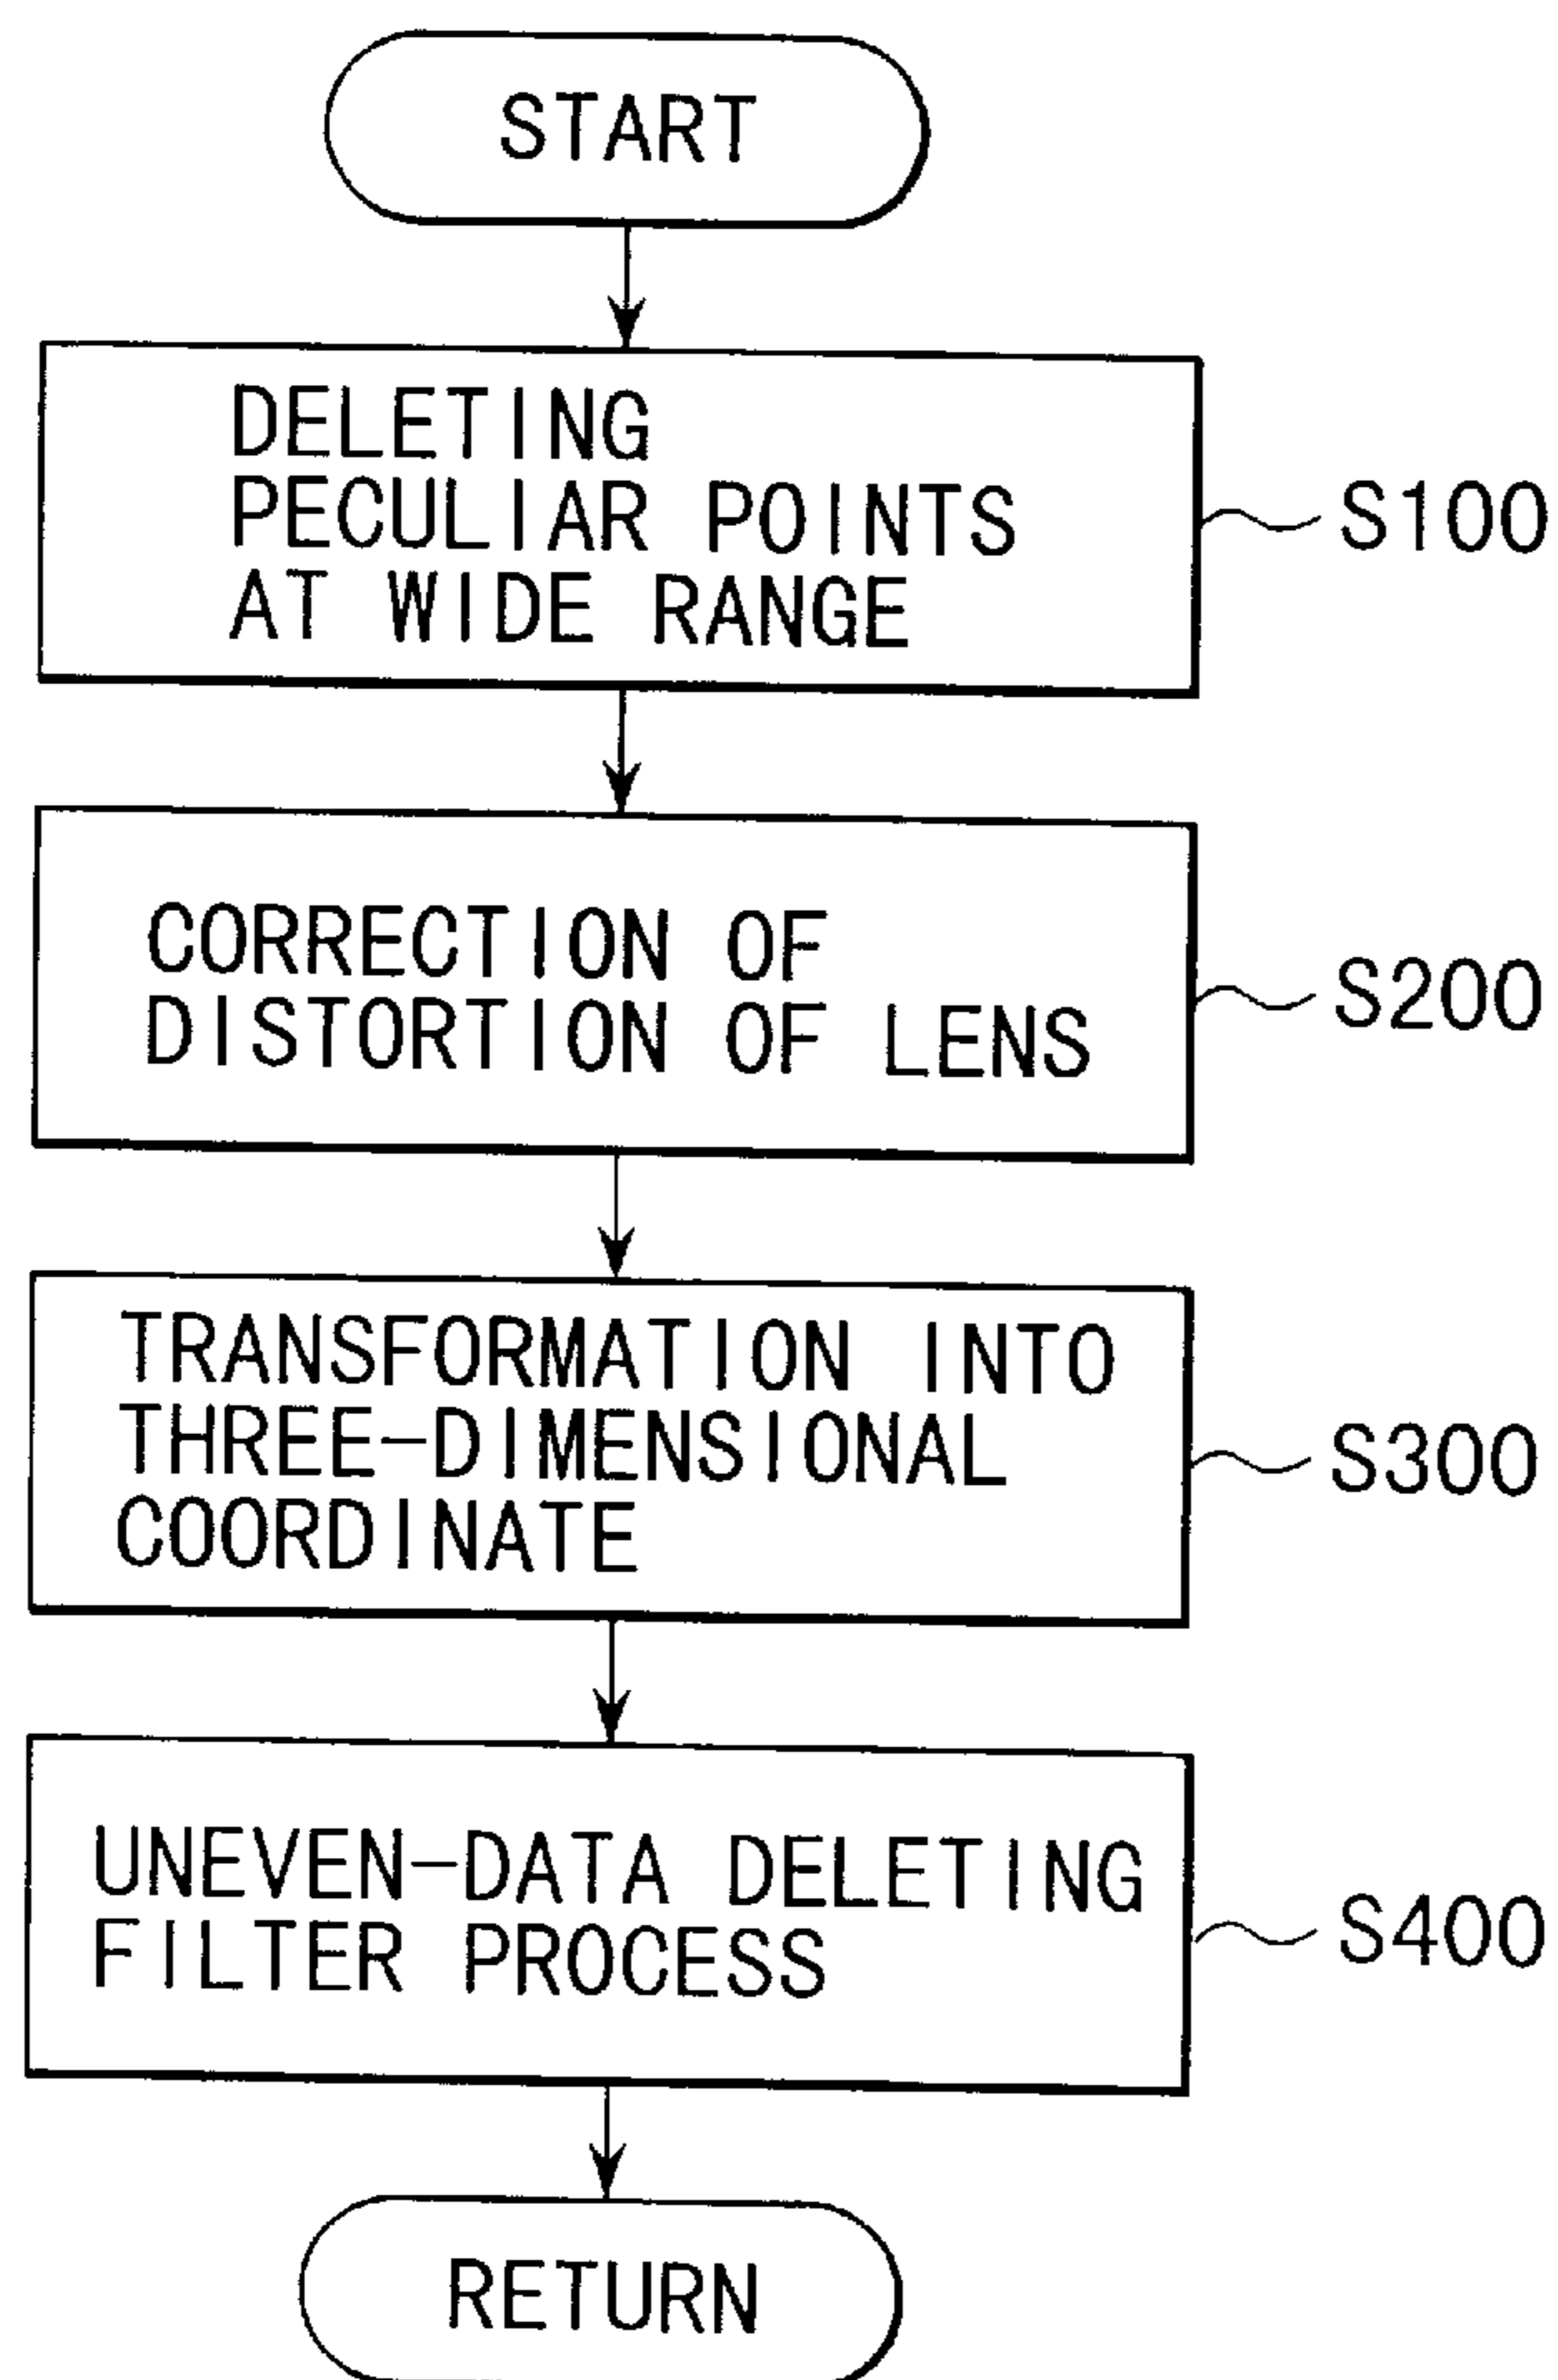 START
DELETING
PECULIAR POINTS
AT WIDE RANGE
S100
CORRECTION OF
DISTORTION OF LENS
S200
TRANSFORMATION INTO
THREE-DIMENSIONAL
COORDINATE
S300
UNEVEN-DATA DELETING
FILTER PROCESS
S400
RETURN